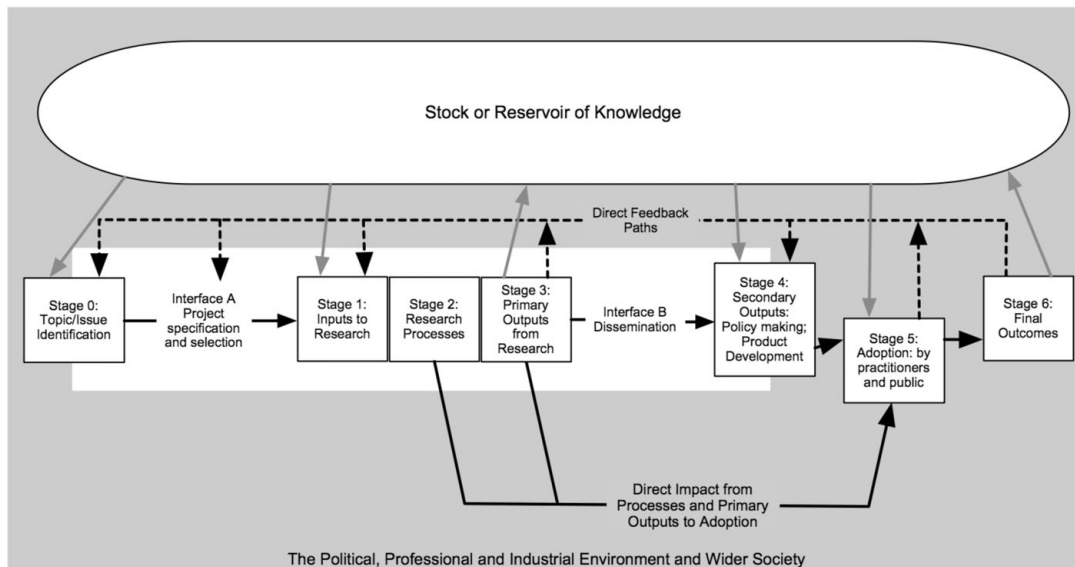 Stock or Reservoir of Knowledge
Direct Feedback
Paths
Stage 0:
Topic/Issue
Identification
Interface A
Project
specification
and selection
Stage 1:
Inputs to
Research
Stage 2:
Research
Processes
Stage 3:
Primary
Outputs
from
Research
Interface B
Dissemination
Stage 4:
Secondary
Outputs:
Policy making;
Product
Development
Stage 5:
Adoption: by
practitioners
and public
Stage 6:
Final
Outcomes
Direct Impact from
Processes and Primary
Outputs to Adoption
The Political, Professional and Industrial Environment and Wider Society